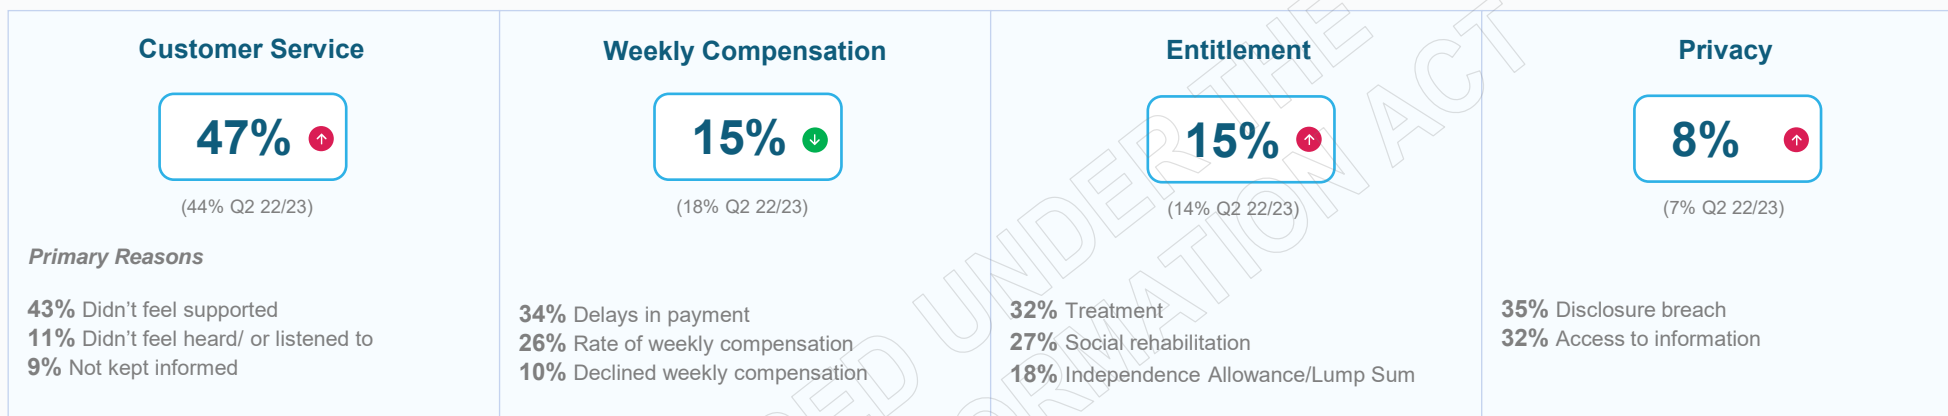 Customer Service
47%
(44% Q2 22/23)
Primary Reasons
43% Didn't feel supported
11% Didn't feel heard/ or listened to
9% Not kept informed
Weekly Compensation
15%
(18% Q2 22/23)
34% Delays in payment
26% Rate of weekly compensation
10% Declined weekly compensation
Entitlement
15%
(14% Q2 22/23)
32% Treatment
27% Social rehabilitation
18% Independence Allowance/Lump Sum
Privacy
8%
(7% Q2 22/23)
35% Disclosure breach
32% Access to information
UNDER THE
ACT